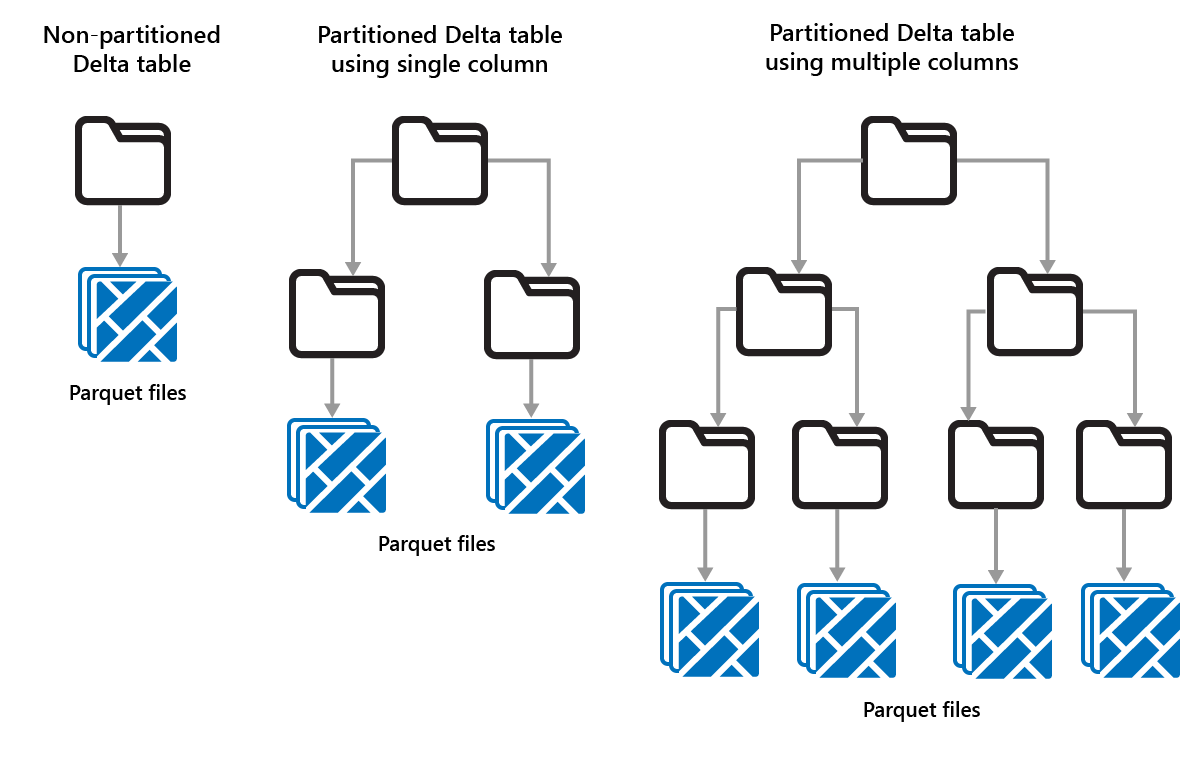 Non-partitioned
Delta table
Partitioned Delta table
using single column
Partitioned Delta table
using multiple columns
Parquet files
Parquet files
Parquet files